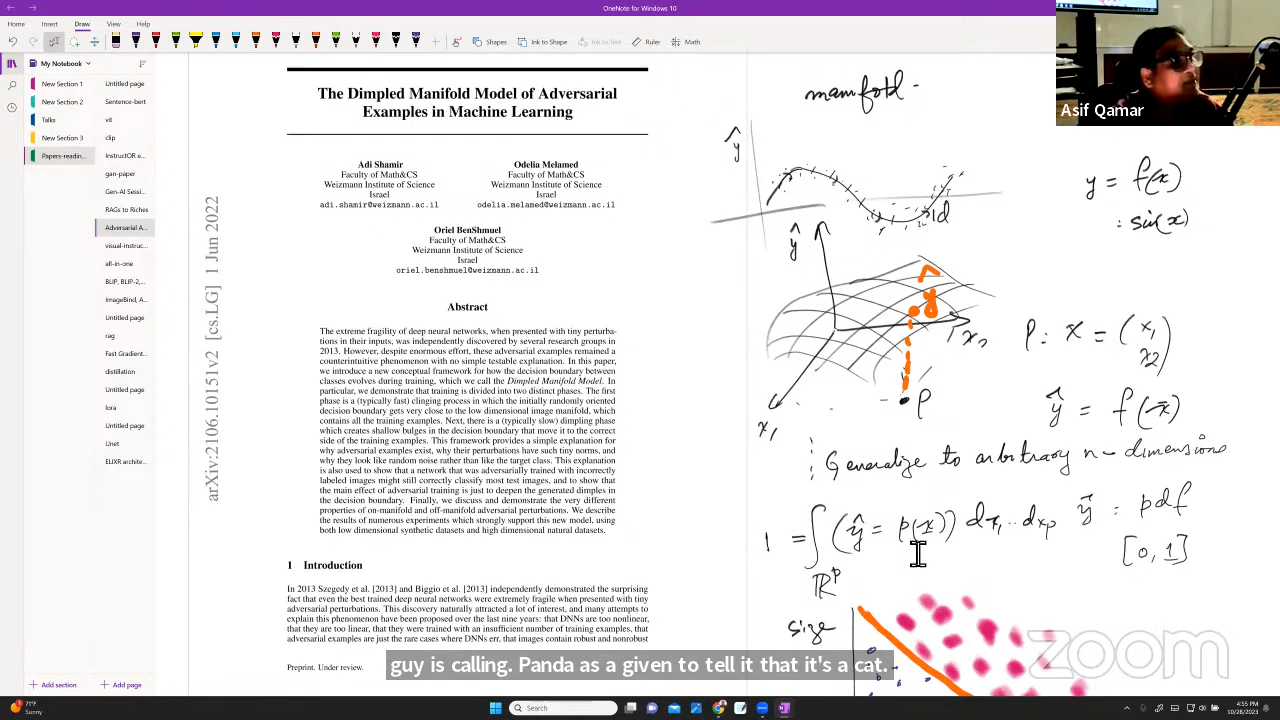 OneNote for Windows 10
Home Insert Draw View Help
Shapes Ink to Shape Ink to Text Ruler Math
My Notebook
New Section 1
New Section 2
Talks
New Section 3
Papers-readin...
Untitled page
Sentence-bert
vit
clip
InstructOR e...
gan-paper
Gen-AI Sessi...
RAGs to Riches
Adversarial A...
visual-instruc...
all-in-one
BLIP, BLIP-2,...
ImageBind, A...
Untitled page
rag
Fast Gradient...
distillation
Untitled page
lora
Untitled page
Unet
ELIXR archite...
Add section
Add page
arXiv:2106.10151v2 [cs.LG] 1 Jun 2022
The Dimpled Manifold Model of Adversarial
Examples in Machine Learning
Adi Shamir
Faculty of Math&CS
Weizmann Institute of Science
Israel
adi.shamir@weizmann.ac.il
Odelia Melamed
Faculty of Math&CS
Weizmann Institute of Science
Israel
odelia.melamed@weizmann.ac.il
Oriel BenShmuel
Faculty of Math&CS
Weizmann Institute of Science
Israel
oriel.benshmuel@weizmann.ac.il
Abstract
The extreme fragility of deep neural networks, when presented with tiny perturba-
tions in their inputs, was independently discovered by several research groups in
2013. However, despite enormous effort, these adversarial examples remained a
counterintuitive phenomenon with no simple testable explanation. In this paper,
we introduce a new conceptual framework for how the decision boundary between
classes evolves during training, which we call the Dimpled Manifold Model. In
particular, we demonstrate that training is divided into two distinct phases. The first
phase is a (typically fast) clinging process in which the initially randomly oriented
decision boundary gets very close to the low dimensional image manifold, which
contains all the training examples. Next, there is a (typically slow) dimpling phase
which creates shallow bulges in the decision boundary that move it to the correct
side of the training examples. This framework provides a simple explanation for
why adversarial examples exist, why their perturbations have such tiny norms, and
why they look like random noise rather than like the target class. This explanation
is also used to show that a network that was adversarially trained with incorrectly
labeled images might still correctly classify most test images, and to show that
the main effect of adversarial training is just to deepen the generated dimples in
the decision boundary. Finally, we discuss and demonstrate the very different
properties of on-manifold and off-manifold adversarial perturbations. We describe
the results of numerous experiments which strongly support this new model, using
both low dimensional synthetic datasets and high dimensional natural datasets.
1 Introduction
In 2013 Szegedy et al. [2013] and Biggio et al. [2013] independently demonstrated the surprising
fact that even the best trained deep neural networks were extremely fragile when presented with tiny
adversarial perturbations. This discovery naturally attracted a lot of interest, and many attempts to
explain this phenomenon have been proposed over the last nine years: that DNNs are too nonlinear,
that they are too linear, that they were trained with an insufficient number of training examples, that
adversarial examples are just the rare cases where DNNs err, that images contain robust and nonrobust
Preprint. Under review.
manifold
ŷ
1d
y = f(x)
: sin(x)
ŷ
ŷ
x2
p
x1
p: x = (x1 x2)
ŷ = f(x̄)
Generalize to arbitrary n-dimensions
1 = ∫ (ŷ = p(x)) dx1..dxp
ℝp
: pdf
[0, 1]
size
Asif Qamar
zoom
guy is calling. Panda as a given to tell it that it's a cat.
71°F
Sunny
Search
4:55 PM
10/28/2023